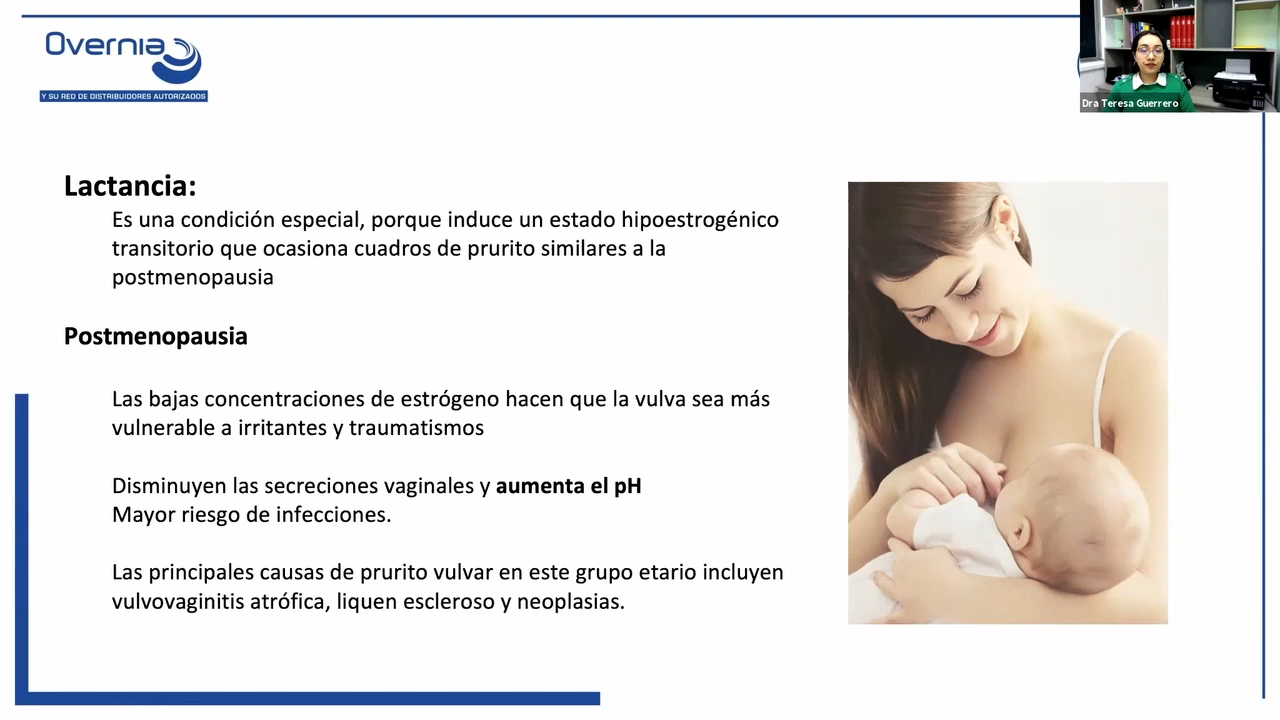 Overnia
Y SU RED DE DISTRIBUIDORES AUTORIZADOS
Dra Teresa Guerrero
Lactancia:
Es una condición especial, porque induce un estado hipoestrogénico
transitorio que ocasiona cuadros de prurito similares a la
postmenopausia
Postmenopausia
Las bajas concentraciones de estrógeno hacen que la vulva sea más
vulnerable a irritantes y traumatismos
Disminuyen las secreciones vaginales y aumenta el pH
Mayor riesgo de infecciones.
Las principales causas de prurito vulvar en este grupo etario incluyen
vulvovaginitis atrófica, liquen escleroso y neoplasias.